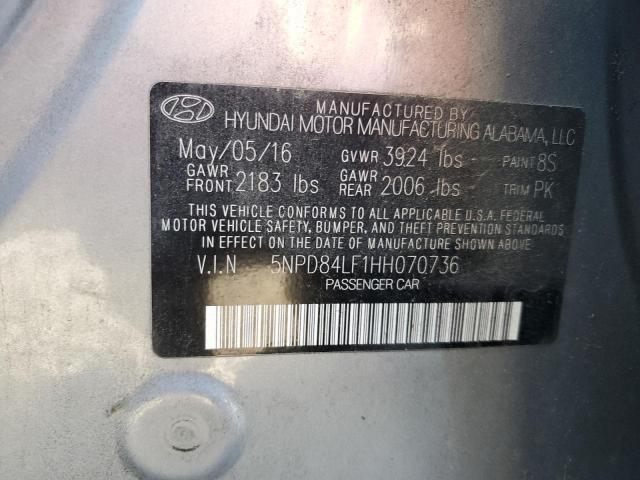 MANUFACTURED BY
HYUNDAI MOTOR MANUFACTURING ALABAMA, LLC
May/05/16 GVWR 3924 lbs PAINT 8S
GAWR FRONT 2183 lbs GAWR REAR 2006 lbs TRIM PK
THIS VEHICLE CONFORMS TO ALL APPLICABLE U.S.A. FEDERAL
MOTOR VEHICLE SAFETY, BUMPER, AND THEFT PREVENTION STANDARDS
IN EFFECT ON THE DATE OF MANUFACTURE SHOWN ABOVE.
V.I.N 5NPD84LF1HH070736
PASSENGER CAR